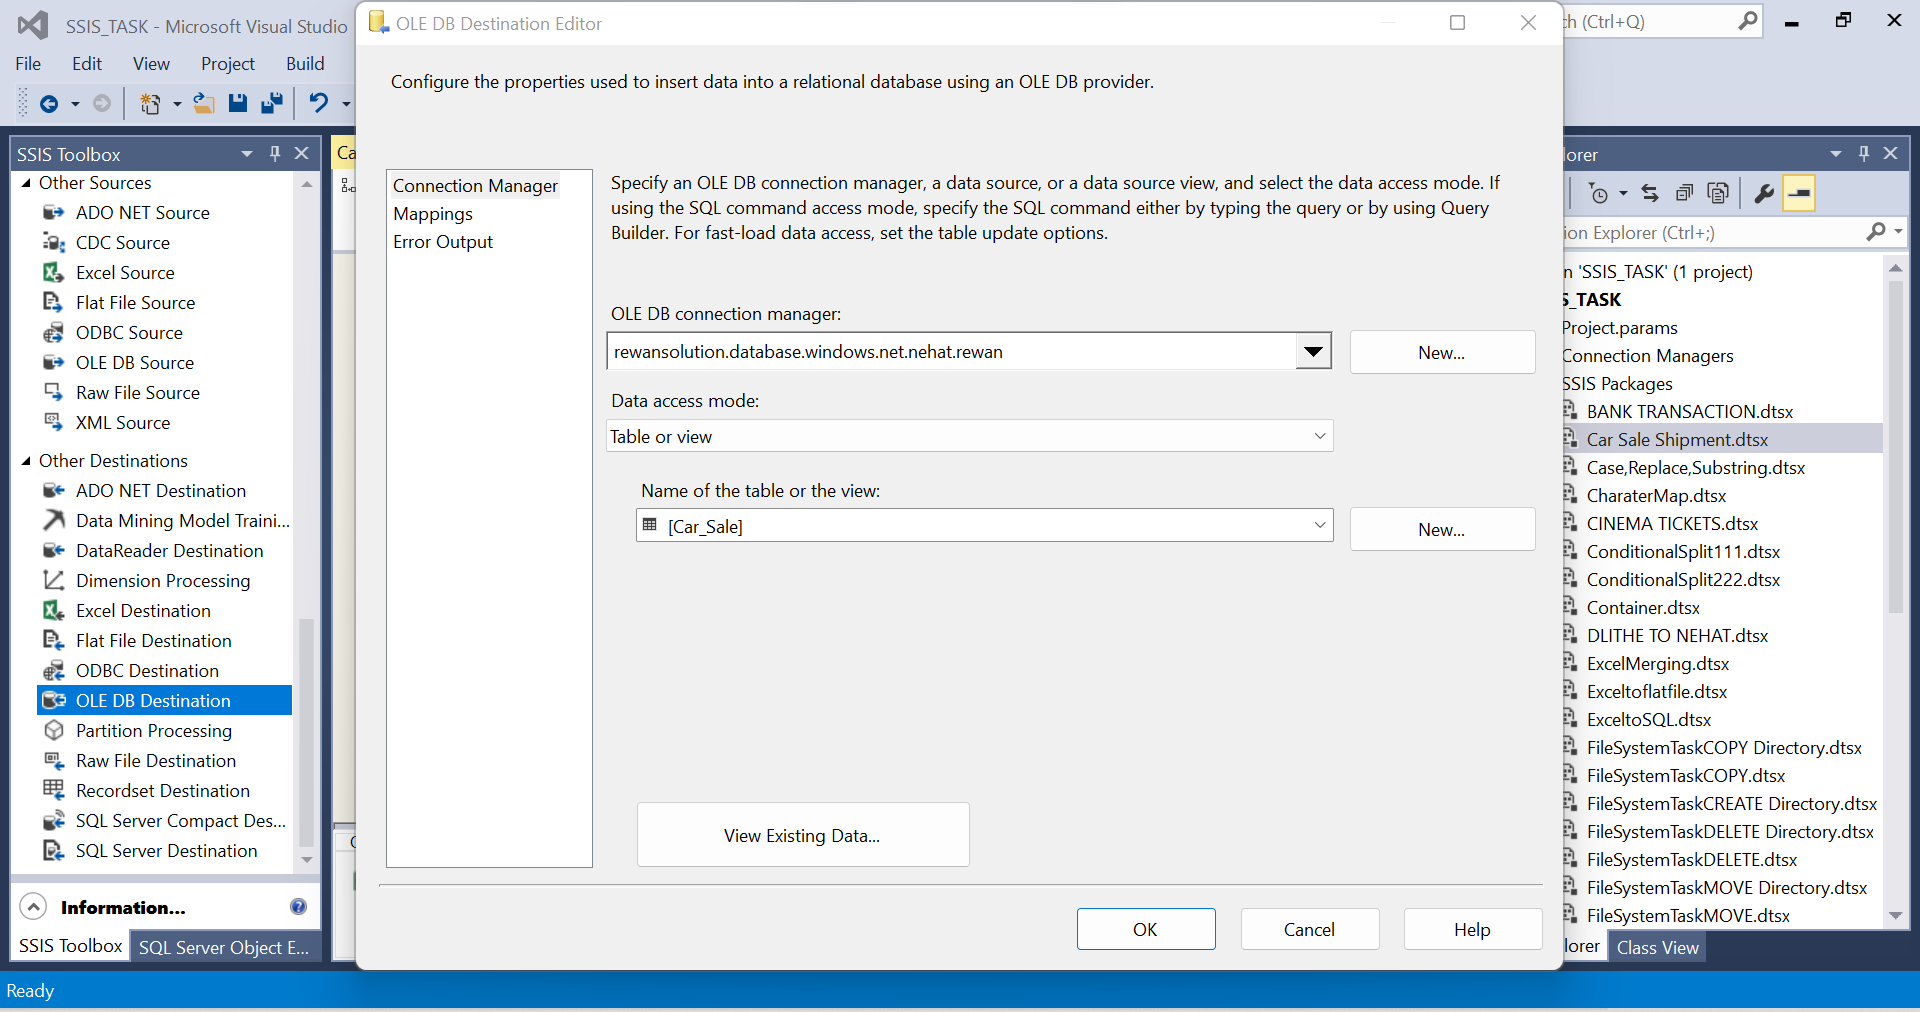 SSIS_TASK - Microsoft Visual Studio
File Edit View Project Build
SSIS Toolbox
Other Sources
ADO NET Source
CDC Source
Excel Source
Flat File Source
ODBC Source
OLE DB Source
Raw File Source
XML Source
Other Destinations
ADO NET Destination
Data Mining Model Traini...
DataReader Destination
Dimension Processing
Excel Destination
Flat File Destination
ODBC Destination
OLE DB Destination
Partition Processing
Raw File Destination
Recordset Destination
SQL Server Compact Des...
SQL Server Destination
Information...
SSIS Toolbox SQL Server Object E...
Ready
Ca
OLE DB Destination Editor
Configure the properties used to insert data into a relational database using an OLE DB provider.
Connection Manager
Mappings
Error Output
Specify an OLE DB connection manager, a data source, or a data source view, and select the data access mode. If
using the SQL command access mode, specify the SQL command either by typing the query or by using Query
Builder. For fast-load data access, set the table update options.
OLE DB connection manager:
rewansolution.database.windows.net.nehat.rewan
New...
Data access mode:
Table or view
Name of the table or the view:
[Car_Sale]
New...
View Existing Data...
OK Cancel Help
ch (Ctrl+Q)
lorer
ion Explorer (Ctrl+;)
n 'SSIS_TASK' (1 project)
S_TASK
Project.params
Connection Managers
SSIS Packages
BANK TRANSACTION.dtsx
Car Sale Shipment.dtsx
Case,Replace,Substring.dtsx
CharaterMap.dtsx
CINEMA TICKETS.dtsx
ConditionalSplit111.dtsx
ConditionalSplit222.dtsx
Container.dtsx
DLITHE TO NEHAT.dtsx
ExcelMerging.dtsx
Exceltoflatfile.dtsx
ExceltoSQL.dtsx
FileSystemTaskCOPY Directory.dtsx
FileSystemTaskCOPY.dtsx
FileSystemTaskCREATE Directory.dtsx
FileSystemTaskDELETE Directory.dtsx
FileSystemTaskDELETE.dtsx
FileSystemTaskMOVE Directory.dtsx
FileSystemTaskMOVE.dtsx
lorer Class View